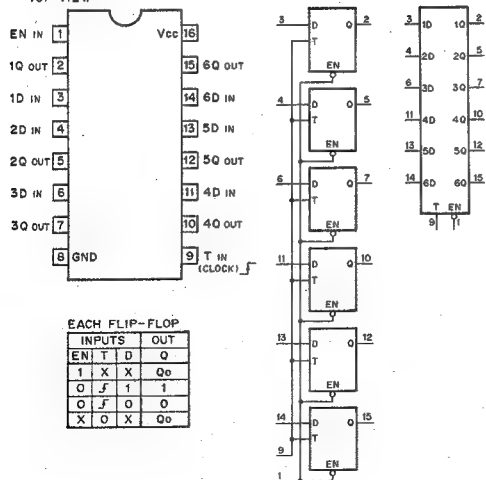 EN IN 1
Vcc 16
1Q OUT 2
15 6Q OUT
1D IN 3
14 6D IN
2D IN 4
13 5D IN
2Q OUT 5
12 5Q OUT
3D IN 6
11 4D IN
3Q OUT 7
10 4Q OUT
8 GND
9 T IN
(CLOCK)
EACH FLIP-FLOP
INPUTS OUT
EN T D Q
1 X X Qo
0 1 1
0 0 0
X 0 X Qo
3 D Q 2
T
EN
4 D Q 5
T
EN
6 D Q 7
T
EN
11 D Q 10
T
EN
13 D Q 12
T
EN
14 D Q 15
T
9
EN
1
3 1D 1Q 2
4 2D 2Q 5
6 3D 3Q 7
11 4D 4Q 10
13 5D 5Q 12
14 6D 6Q 15
T EN
9 1